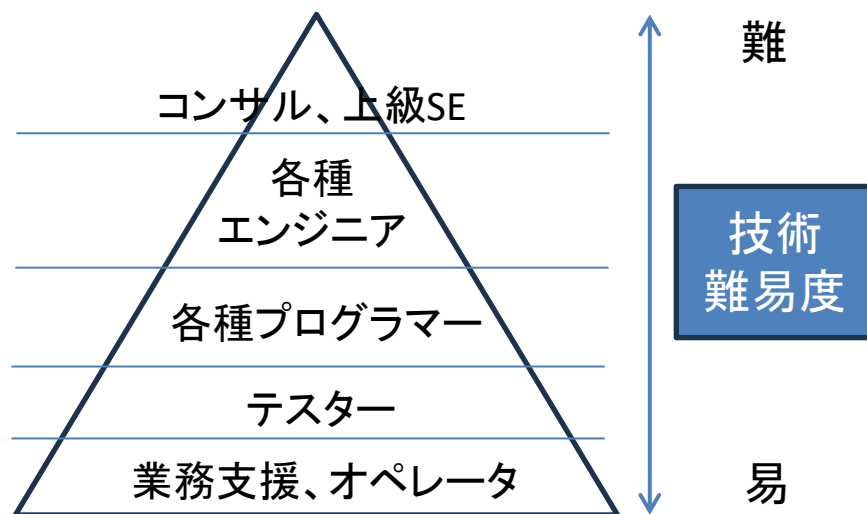 コンサル、上級SE
各種
エンジニア
各種プログラマー
テスター
業務支援、オペレータ
難
技術
難易度
易